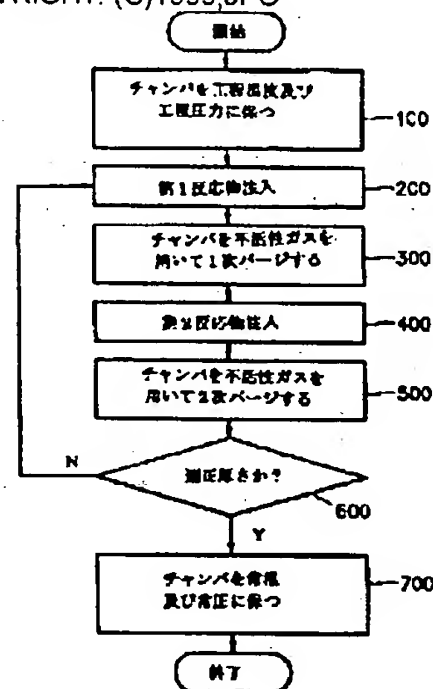 COPYRIGHT: (C)1999,JPO
開始
チャンバを工程温度及び
工程圧力に保つ
100
第1反応物注入
200
チャンバを不活性ガスを
用いて1次パージする
300
第2反応物注入
400
チャンバを不活性ガスを
用いて2次パージする
500
N
適正厚さか?
600
Y
チャンバを常温
及び常圧に保つ
700
終了